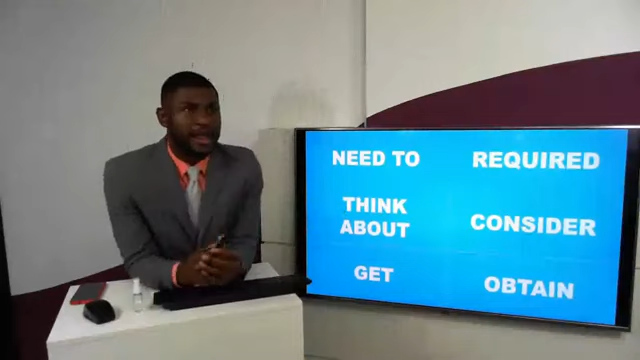 NEED TO REQUIRED
THINK
ABOUT CONSIDER
GET OBTAIN